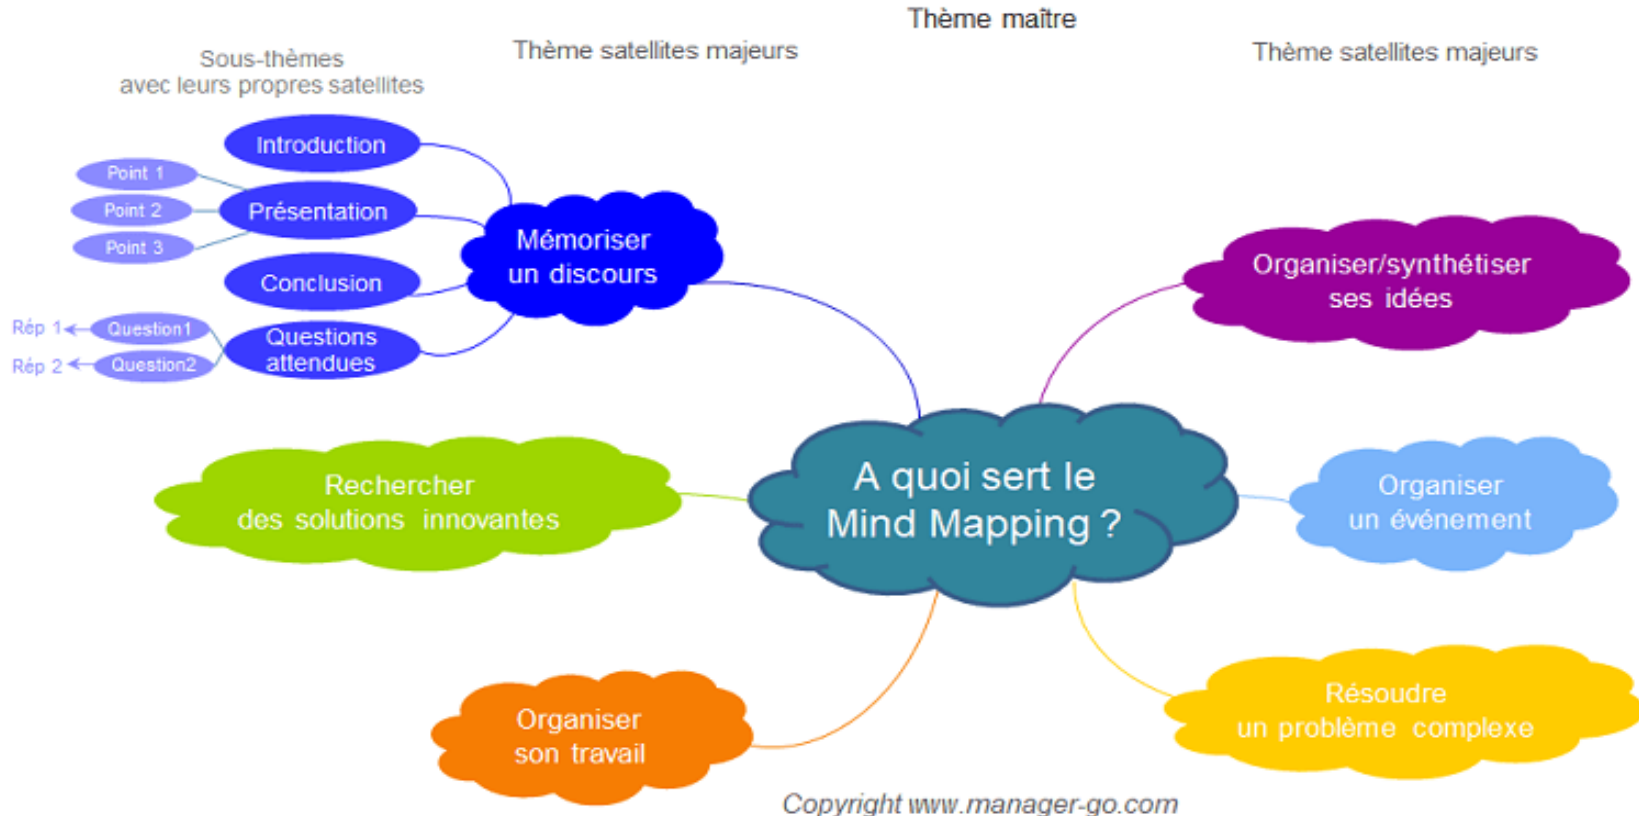 Thème maître
Thème satellites majeurs
Thème satellites majeurs
Sous-thèmes
avec leurs propres satellites
Introduction
Point 1
Point 2
Point 3
Présentation
Conclusion
Rép 1
Question1
Rép 2
Question2
Questions
attendues
Mémoriser
un discours
Organiser/synthétiser
ses idées
Rechercher
des solutions innovantes
A quoi sert le
Mind Mapping ?
Organiser
un événement
Organiser
son travail
Résoudre
un problème complexe
Copyright www.manager-go.com